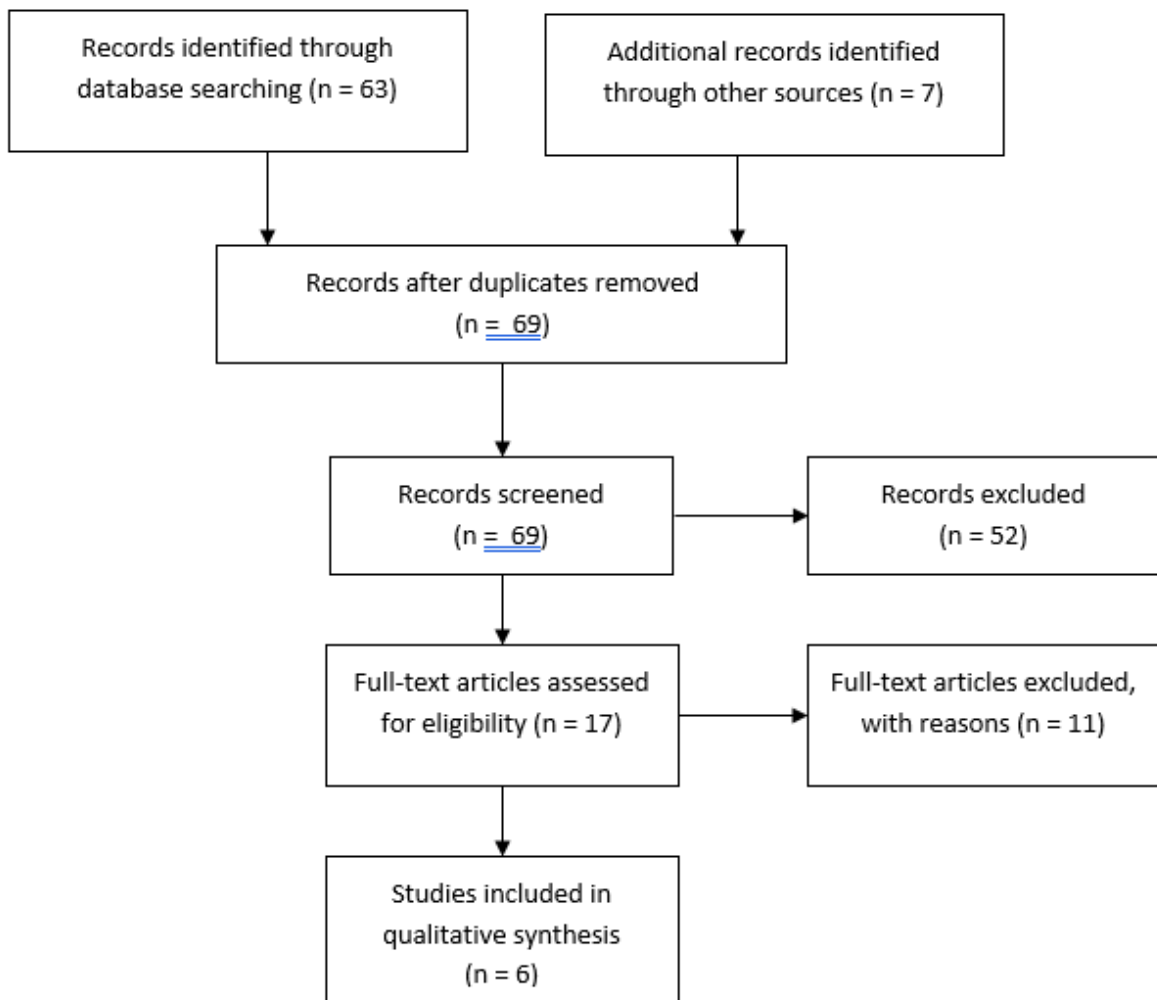 Records identified through
database searching (n = 63)
Additional records identified
through other sources (n = 7)
Records after duplicates removed
(n =  69)
Records screened
(n =  69)
Records excluded
(n = 52)
Full-text articles assessed
for eligibility (n = 17)
Full-text articles excluded,
with reasons (n = 11)
Studies included in
qualitative synthesis
(n = 6)